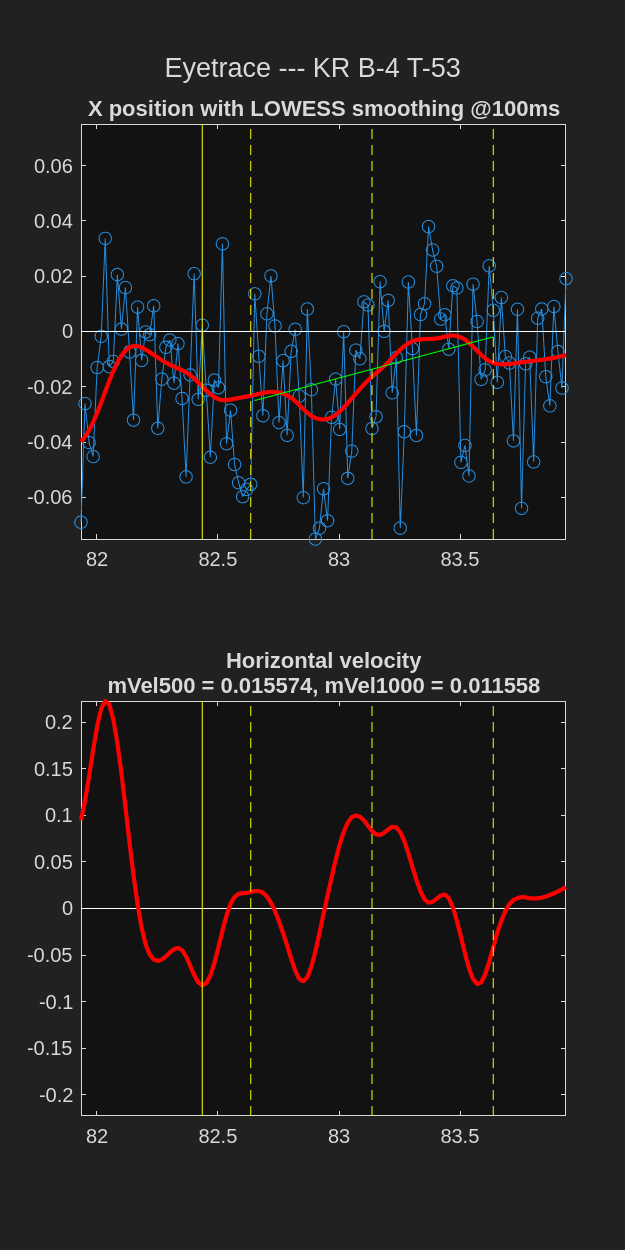 Eyetrace --- KR B-4 T-53
X position with LOWESS smoothing @100ms
0.06
0.04
0.02
0
-0.02
-0.04
-0.06
82 82.5 83 83.5
Horizontal velocity
mVel500 = 0.015574, mVel1000 = 0.011558
0.2
0.15
0.1
0.05
0
-0.05
-0.1
-0.15
-0.2
82 82.5 83 83.5